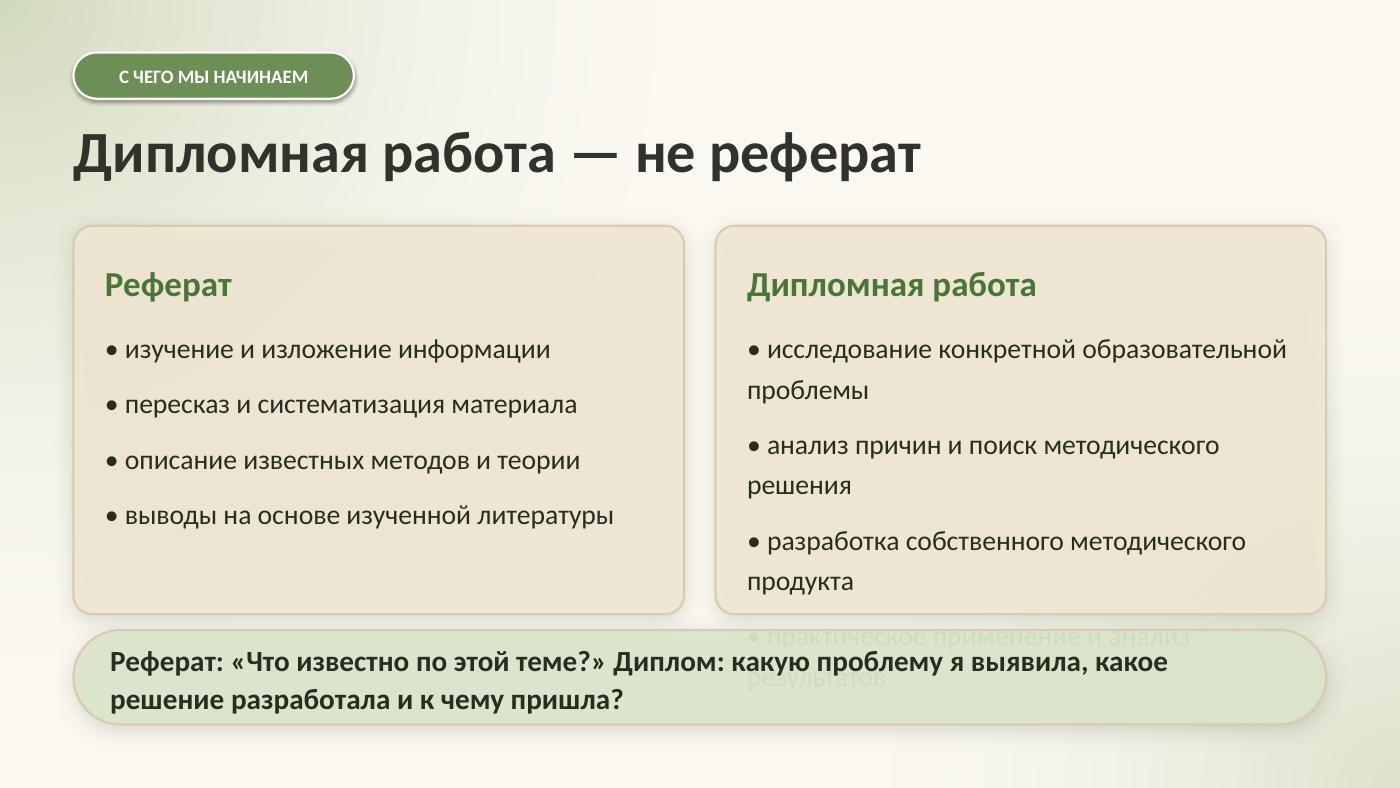 С ЧЕГО МЫ НАЧИНАЕМ
Дипломная работа — не реферат
Реферат
• изучение и изложение информации
• пересказ и систематизация материала
• описание известных методов и теории
• выводы на основе изученной литературы
Дипломная работа
• исследование конкретной образовательной
проблемы
• анализ причин и поиск методического
решения
• разработка собственного методического
продукта
• практическое применение и анализ
результатов
Реферат: «Что известно по этой теме?» Диплом: какую проблему я выявила, какое
решение разработала и к чему пришла?